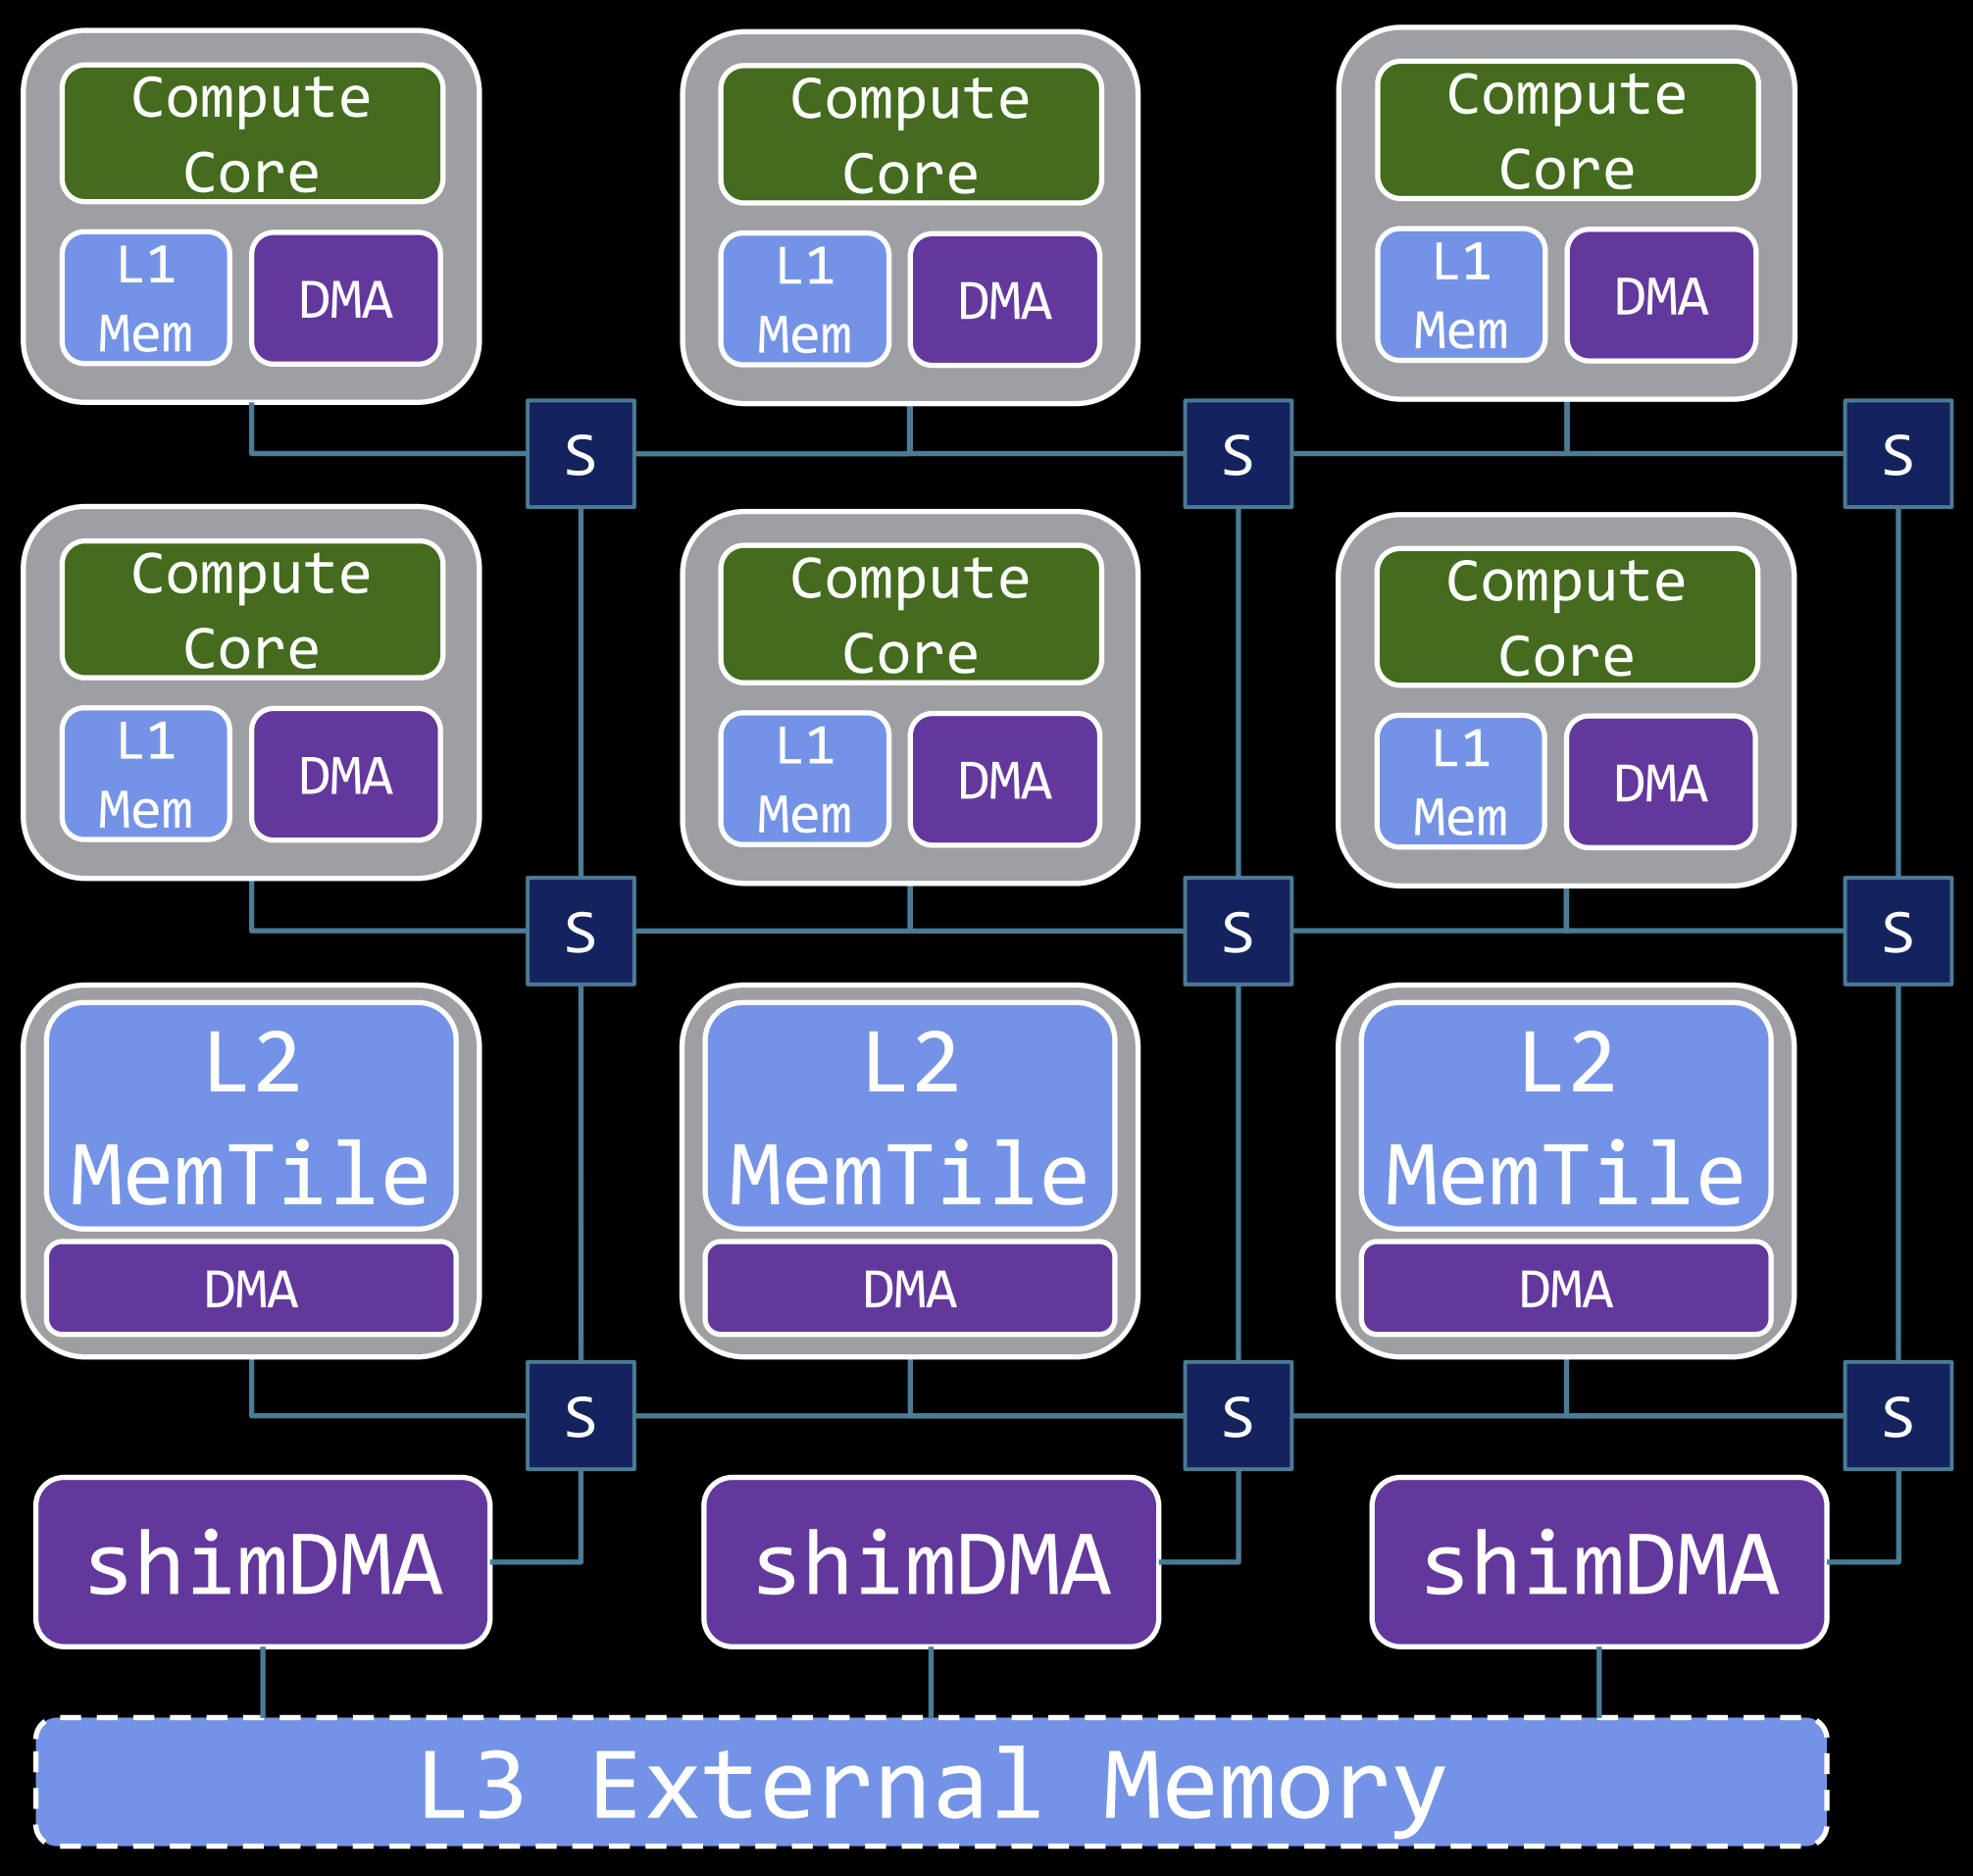 Compute
Core
L1
Mem
DMA
Compute
Core
L1
Mem
DMA
Compute
Core
L1
Mem
DMA
S
S
S
Compute
Core
L1
Mem
DMA
Compute
Core
L1
Mem
DMA
Compute
Core
L1
Mem
DMA
S
S
S
L2
MemTile
DMA
L2
MemTile
DMA
L2
MemTile
DMA
S
S
S
shimDMA
shimDMA
shimDMA
L3 External Memory